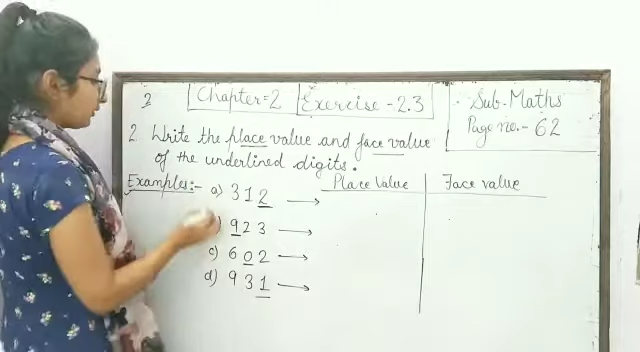 2
Chapter=2
Exercise - 2.3
Sub- Maths
Page no.- 62
2. Write the place value and face value
of the underlined digits.
Examples:-
Place Value
Face value
a) 312 →
) 923 →
c) 602 →
d) 931 →